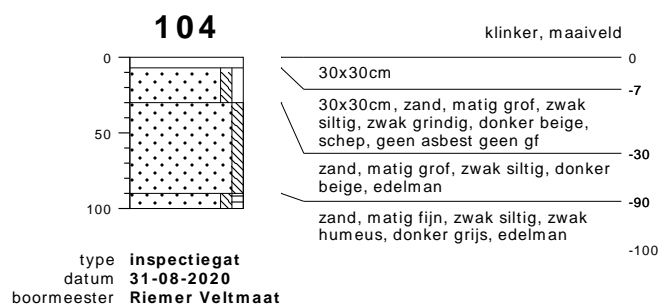 104
klinker, maaiveld
0
0
30x30cm
-7
30x30cm, zand, matig grof, zwak
siltig, zwak grindig, donker beige,
schep, geen asbest geen gf
50
-30
zand, matig grof, zwak siltig, donker
beige, edelman
-90
100
zand, matig fijn, zwak siltig, zwak
humeus, donker grijs, edelman
-100
type inspectiegat
datum 31-08-2020
boormeester Riemer Veltmaat